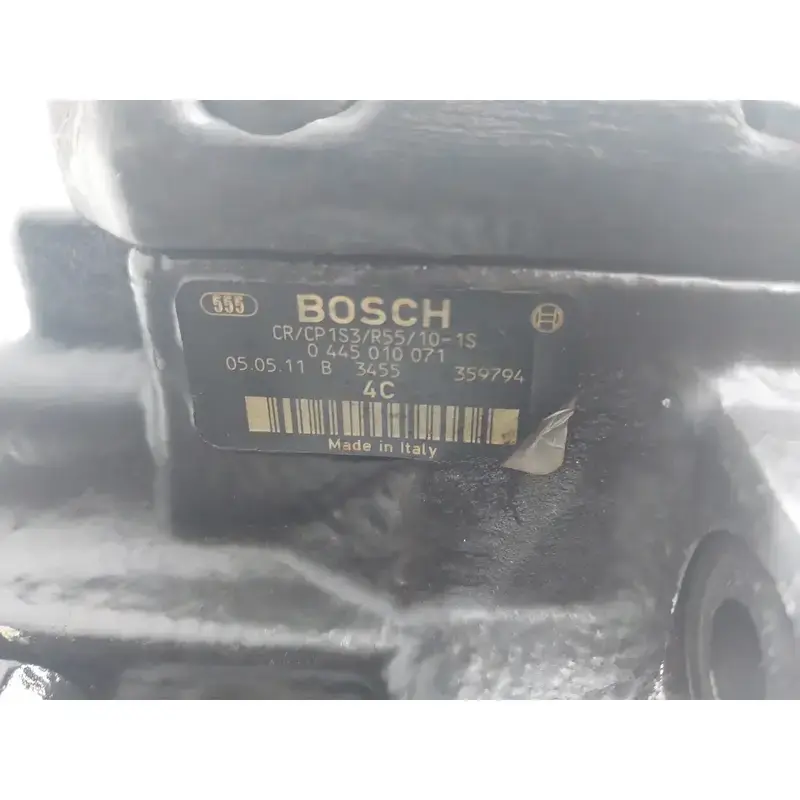 555 BOSCH
CR/CP1S3/R55/10-1S
0 445 010 071
05.05.11 B 3455 359794
4C
Made in Italy